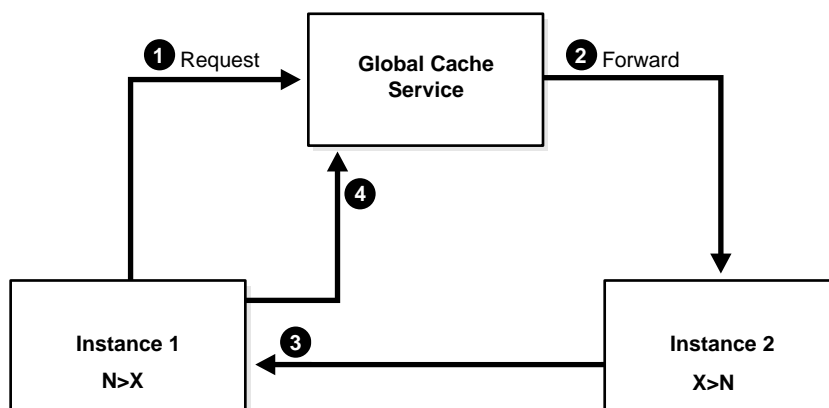 1 Request
Global Cache
Service
2 Forward
4
Instance 1
N>X
3
Instance 2
X>N